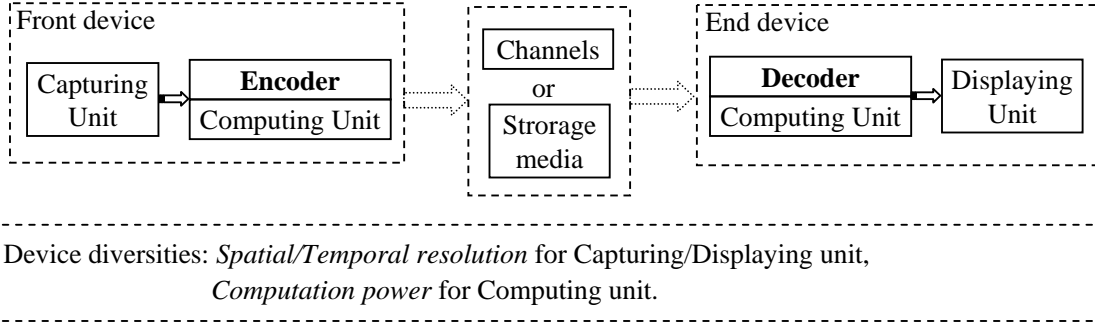 Front device
Capturing
Unit
Encoder
Computing Unit
Channels
or
Strorage
media
End device
Decoder
Computing Unit
Displaying
Unit
Device diversities: Spatial/Temporal resolution for Capturing/Displaying unit,
Computation power for Computing unit.